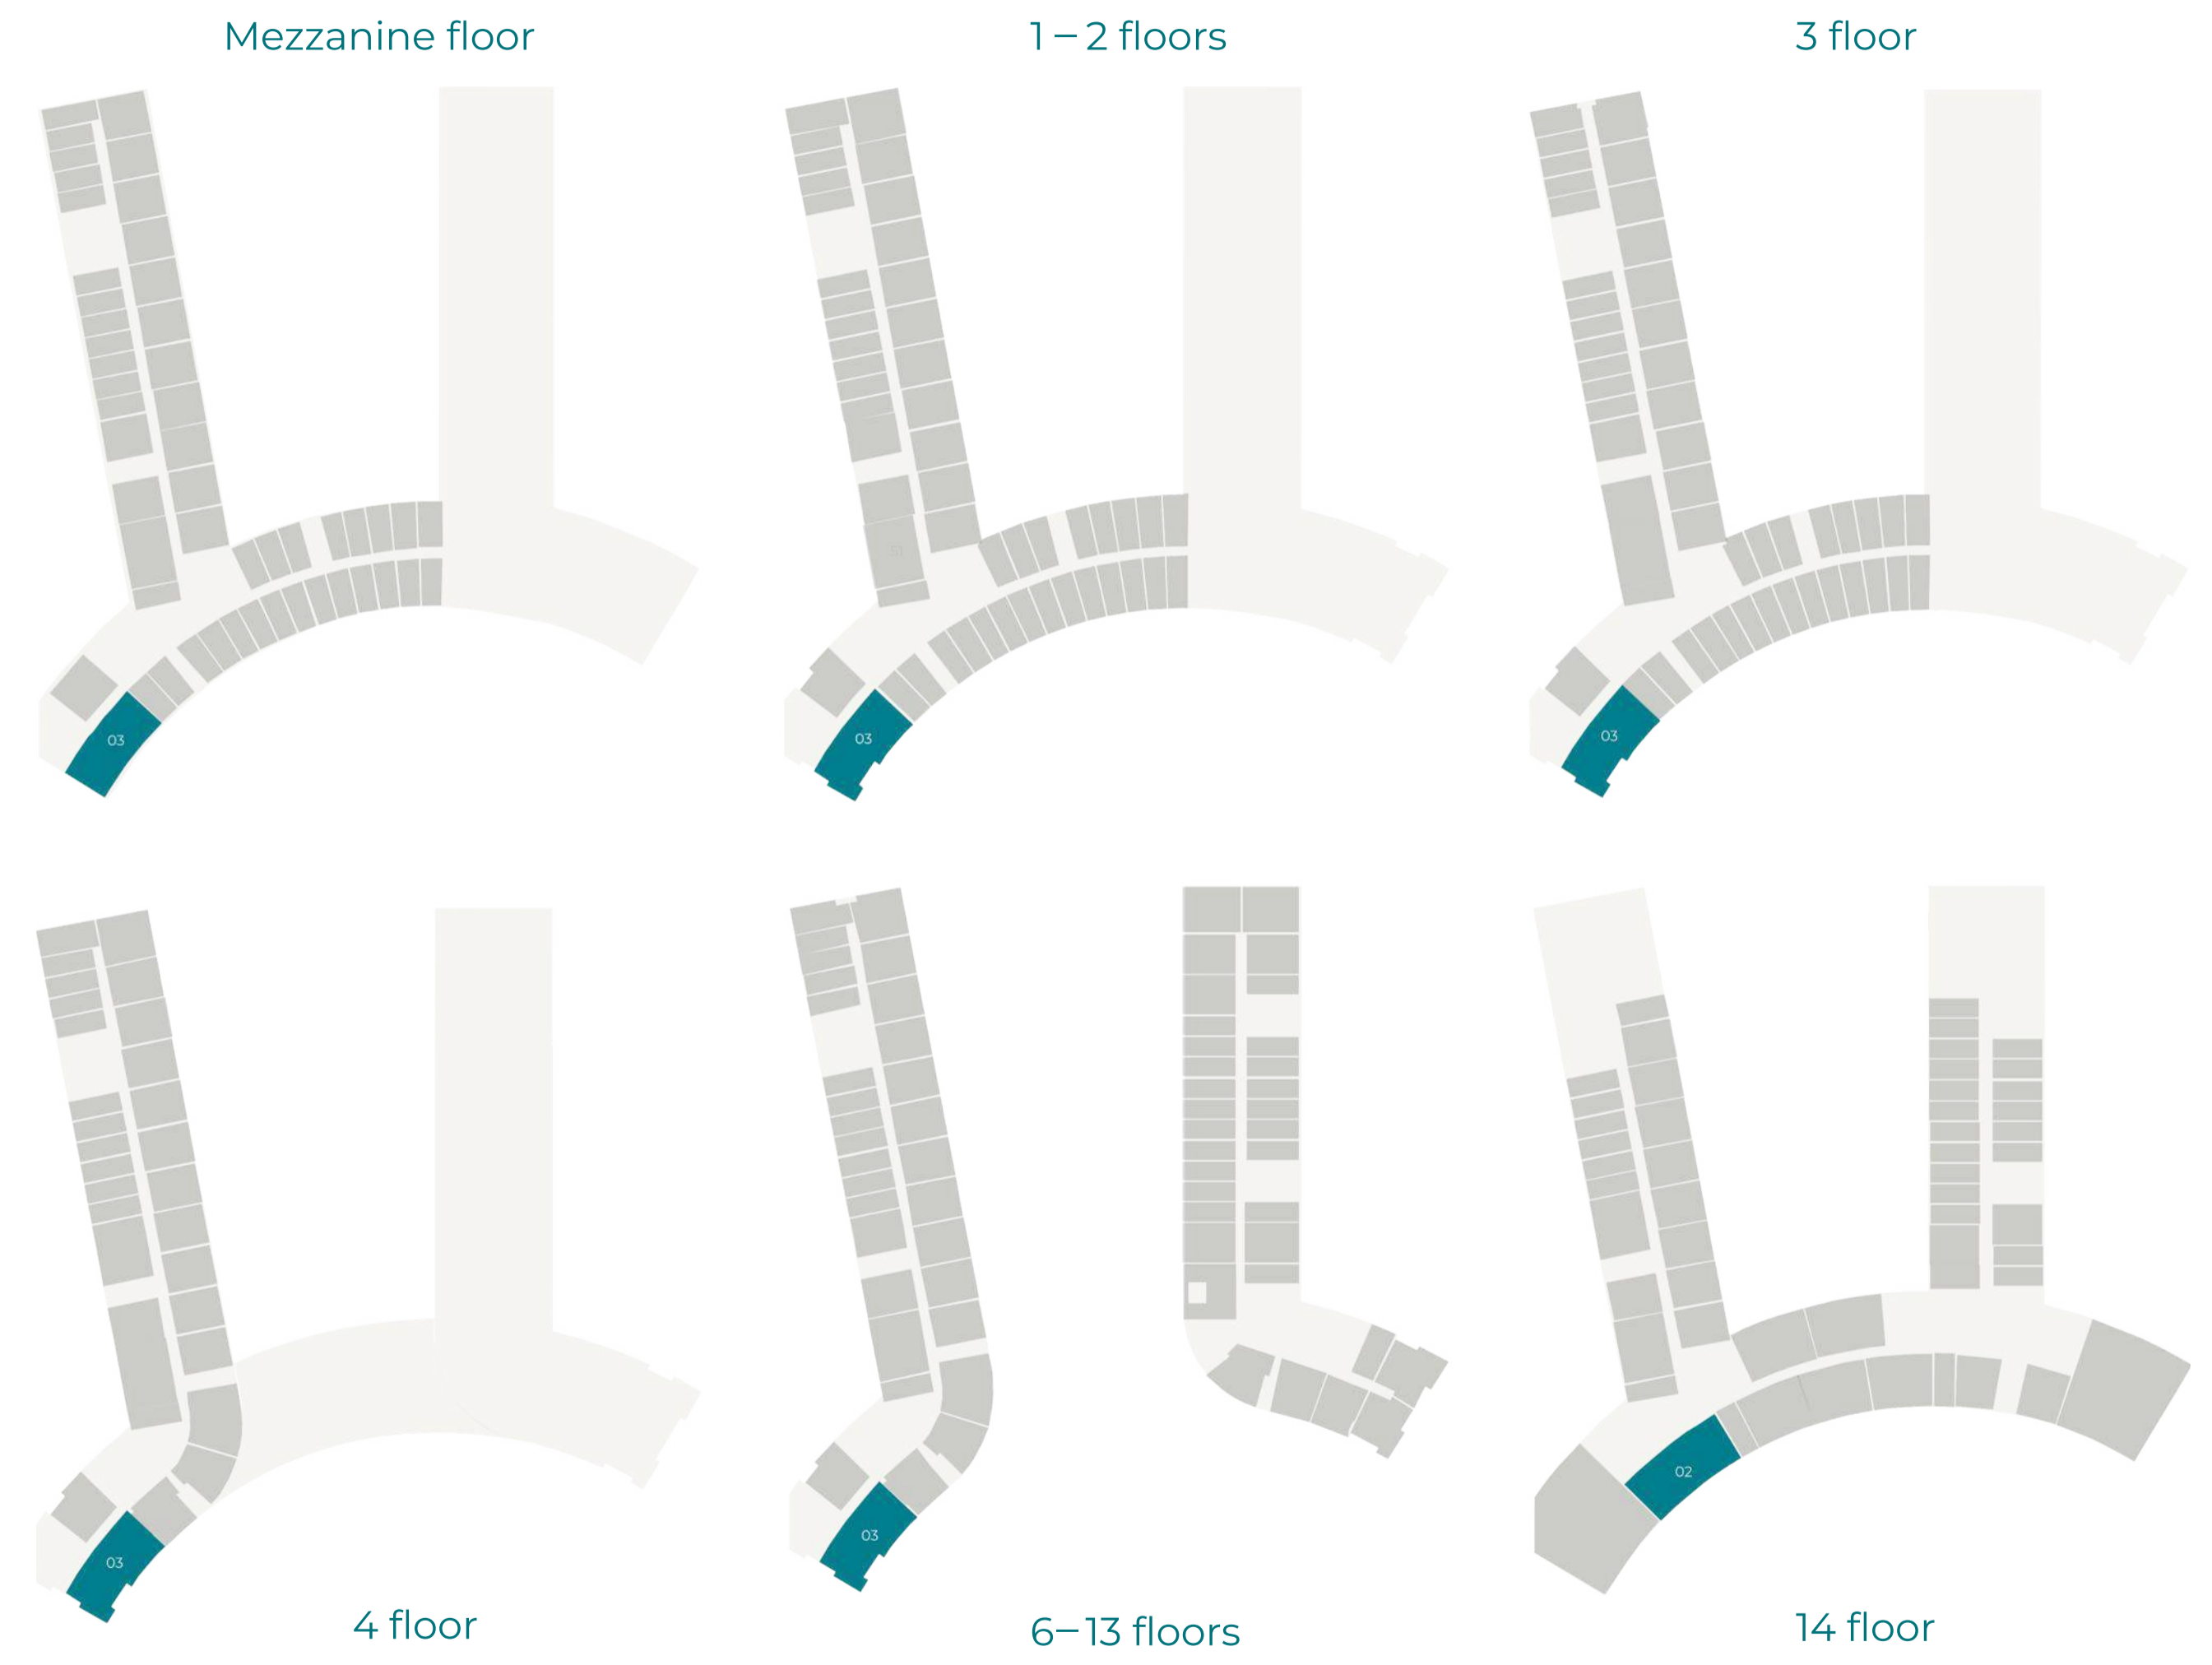 Mezzanine floor
1 – 2 floors
3 floor
03
03
03
4 floor
6–13 floors
14 floor
03
03
02